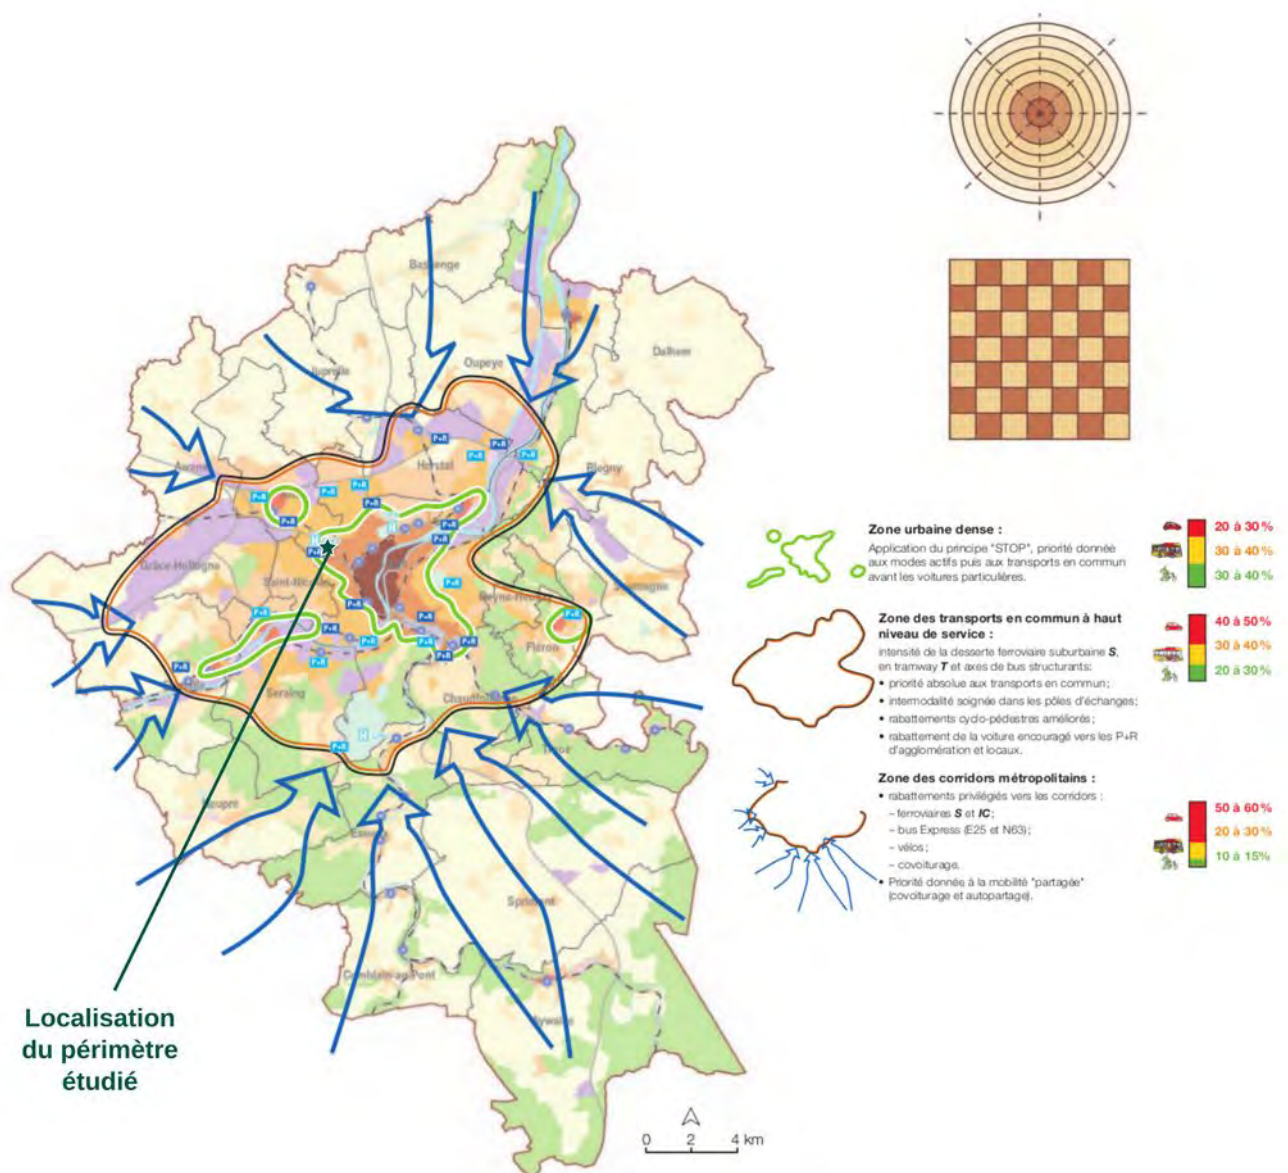 Bassenge
Dalhem
Oupeye
Juprelle
P+R
P+R
P+R
P+R
Herstal
P+R
Awans
Blegny
P+R
P+R
P+R
P+R
P+R
P+R
H
P+R
H
P+R
Grâce-Hollogne
Saint-Nicolas
P+R
Beyne-Heusay
Soumagne
P+R
P+R
P+R
P+R
P+R
P+R
P+R
P+R
P+R
P+R
Fléron
P+R
Seraing
Chaudfontaine
H
P+R
Trooz
Neupré
Esneux
Sprimont
Comblain-au-Pont
Aywaille
Localisation
du périmètre
étudié
0 2 4 km
Zone urbaine dense :
Application du principe "STOP", priorité donnée
aux modes actifs puis aux transports en commun
avant les voitures particulières.
20 à 30 %
30 à 40 %
30 à 40 %
Zone des transports en commun à haut
niveau de service :
intensité de la desserte ferroviaire suburbaine S,
en tramway T et axes de bus structurants:
• priorité absolue aux transports en commun;
• intermodalité soignée dans les pôles d'échanges;
• rabattements cyclo-pédestres améliorés;
• rabattement de la voiture encouragé vers les P+R
d'agglomération et locaux.
40 à 50 %
30 à 40 %
20 à 30 %
Zone des corridors métropolitains :
• rabattements privilégiés vers les corridors :
– ferroviaires S et IC;
– bus Express (E25 et N63);
– vélos;
– covoiturage.
• Priorité donnée à la mobilité "partagée"
(covoiturage et autopartage).
50 à 60 %
20 à 30 %
10 à 15%